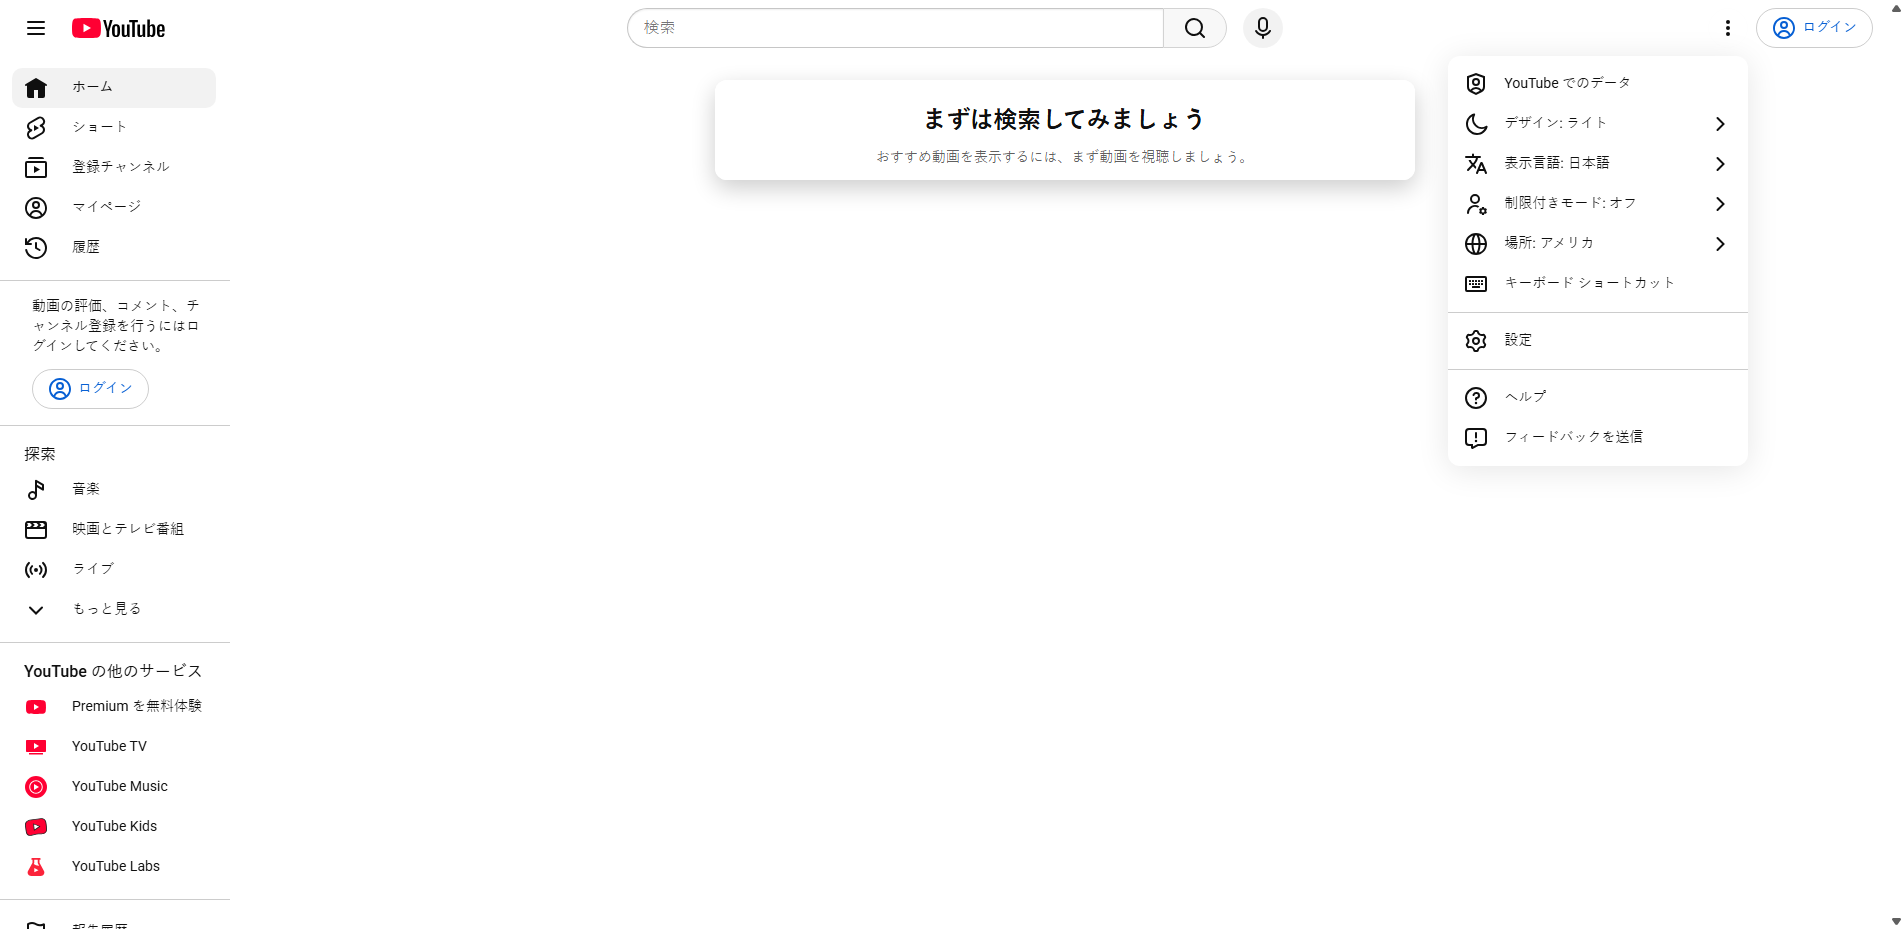 YouTube
検索
ログイン
ホーム
ショート
登録チャンネル
マイページ
履歴
動画の評価、コメント、チ
ャンネル登録を行うにはロ
グインしてください。
ログイン
探索
音楽
映画とテレビ番組
ライブ
もっと見る
YouTube の他のサービス
Premium を無料体験
YouTube TV
YouTube Music
YouTube Kids
YouTube Labs
報告履歴
まずは検索してみましょう
おすすめ動画を表示するには、まず動画を視聴しましょう。
YouTube でのデータ
デザイン: ライト
表示言語: 日本語
制限付きモード: オフ
場所: アメリカ
キーボード ショートカット
設定
ヘルプ
フィードバックを送信